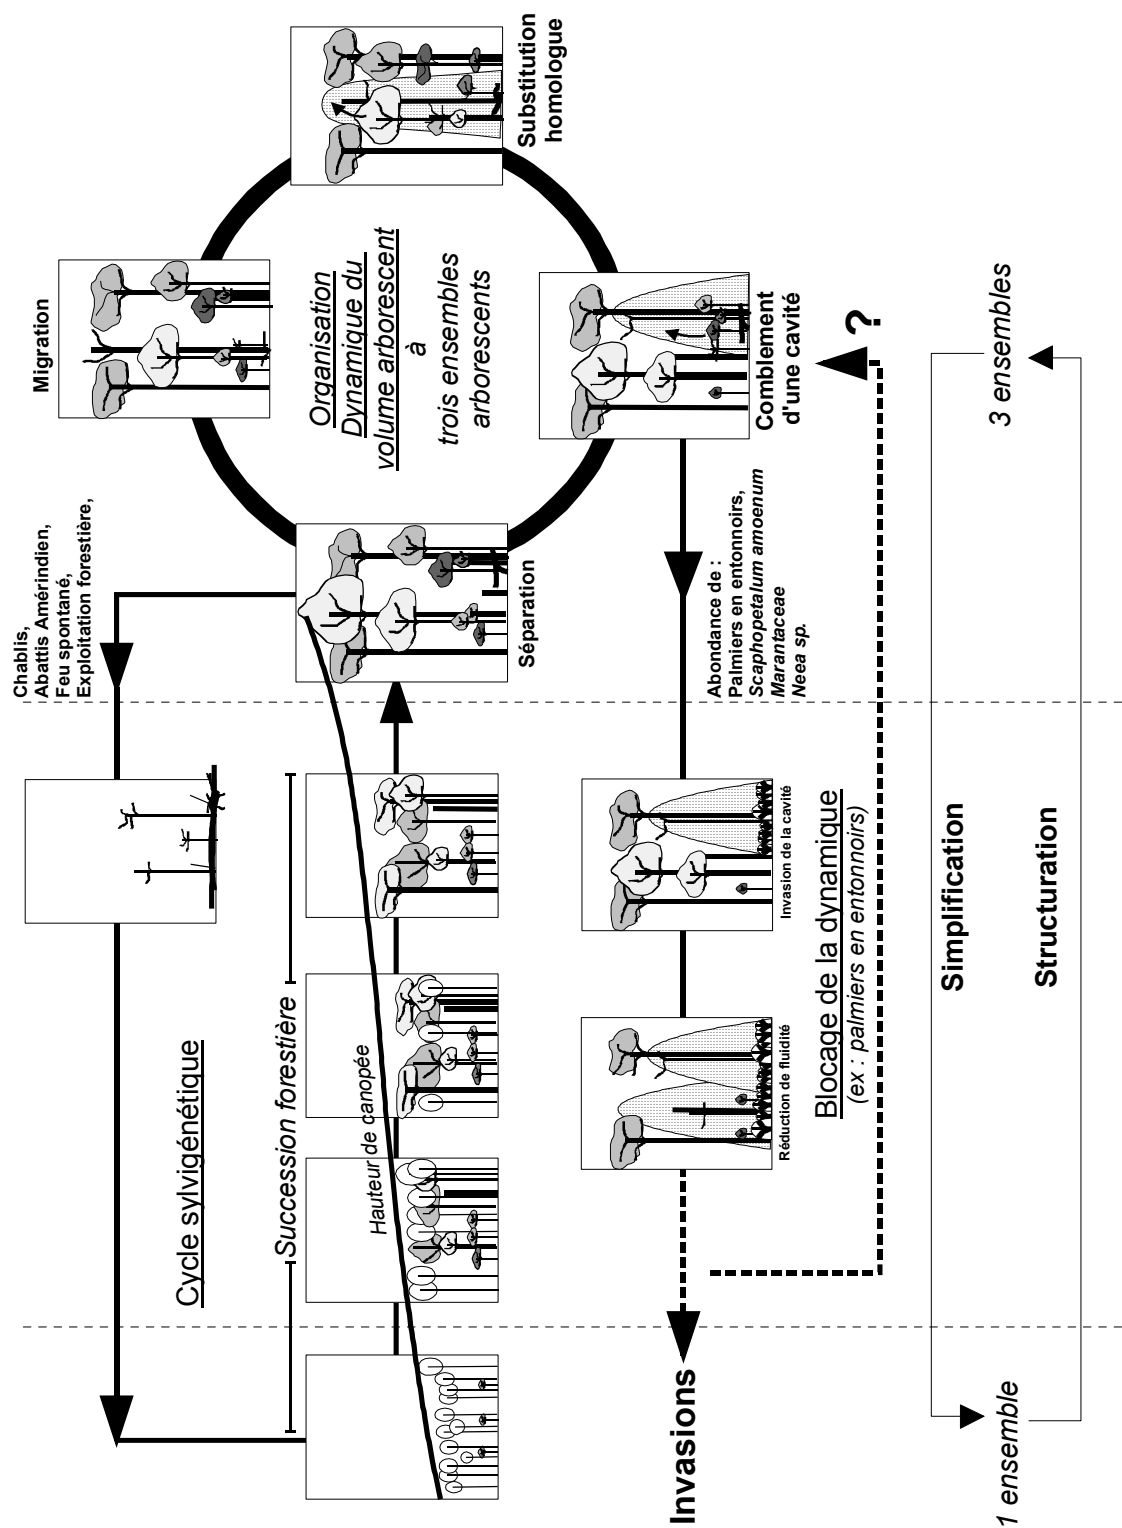 Chablis,
Abattis Amérindien,
Feu spontané,
Exploitation forestière,
Migration
Cycle sylvigénétique
Succession forestière
Hauteur de canopée
Séparation
Organisation
Dynamique du
volume arborescent
à
trois ensembles
arborescents
Substitution
homologue
Invasions
Réduction de fluidité
Invasion de la cavité
Abondance de :
Palmiers en entonnoirs,
Scaphopetalum amoenum
Marantaceae
Neea sp.
Comblement
d'une cavité
Blocage de la dynamique
(ex : palmiers en entonnoirs)
?
Simplification
1 ensemble
3 ensembles
Structuration